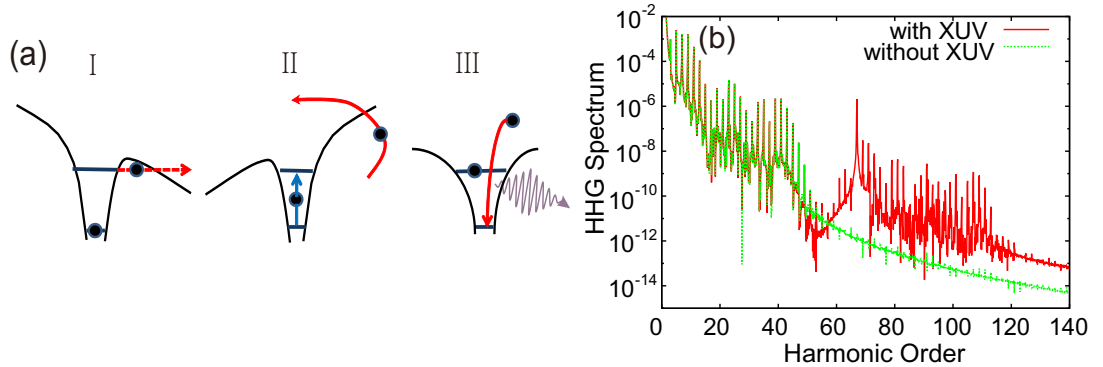 (a)
I II III
(b)
with XUV
without XUV
HHG Spectrum
10-2
10-4
10-6
10-8
10-10
10-12
10-14
0 20 40 60 80 100 120 140
Harmonic Order